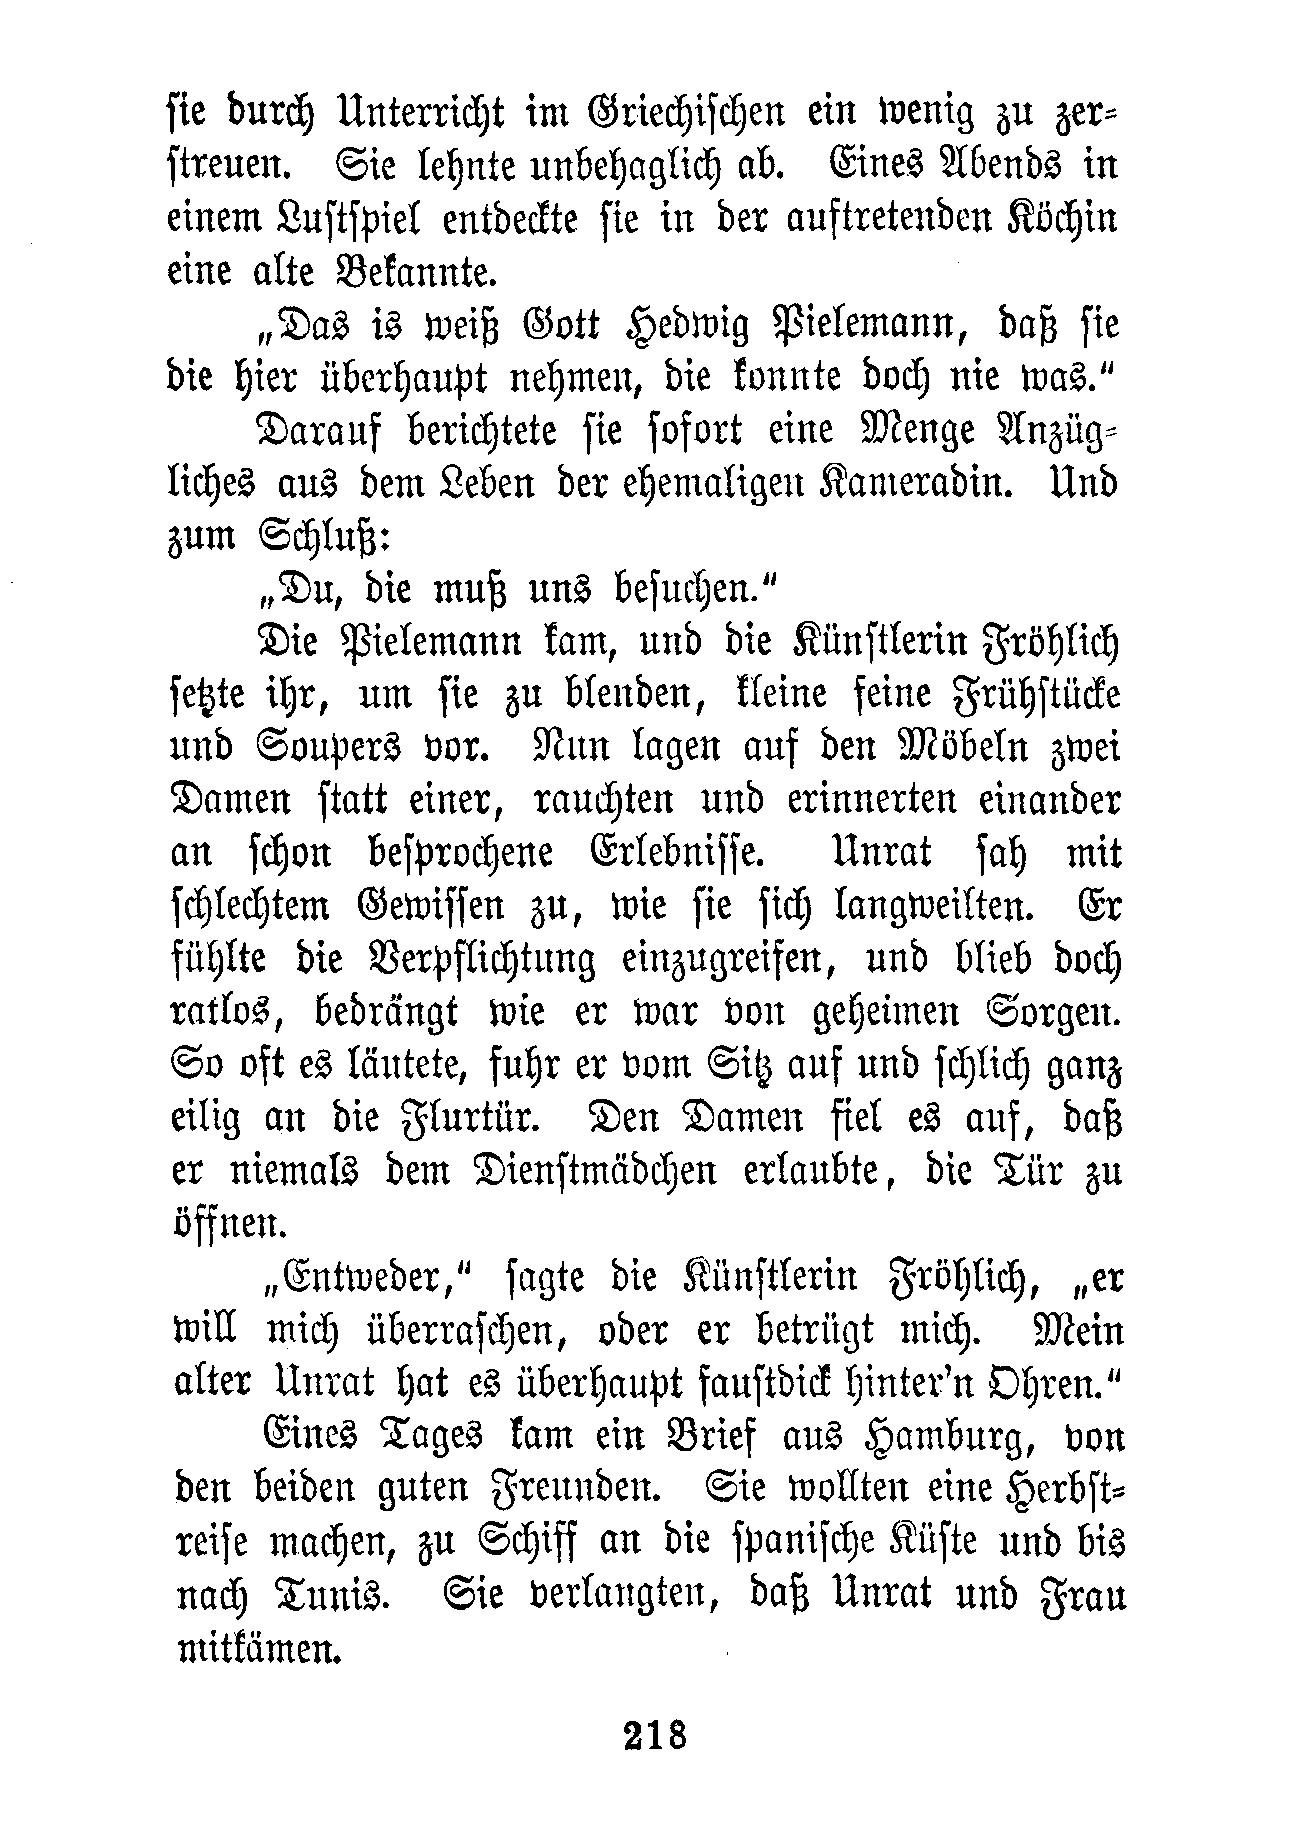 sie durch Unterricht im Griechischen ein wenig zu zer-
streuen. Sie lehnte unbehaglich ab. Eines Abends in
einem Lustspiel entdeckte sie in der auftretenden Köchin
eine alte Bekannte.
„Das is weiß Gott Hedwig Pielemann, daß sie
die hier überhaupt nehmen, die konnte doch nie was.“
Darauf berichtete sie sofort eine Menge Anzüg-
liches aus dem Leben der ehemaligen Kameradin. Und
zum Schluß:
„Du, die muß uns besuchen.“
Die Pielemann kam, und die Künstlerin Fröhlich
setzte ihr, um sie zu blenden, kleine feine Frühstücke
und Soupers vor. Nun lagen auf den Möbeln zwei
Damen statt einer, rauchten und erinnerten einander
an schon besprochene Erlebnisse. Unrat sah mit
schlechtem Gewissen zu, wie sie sich langweilten. Er
fühlte die Verpflichtung einzugreifen, und blieb doch
ratlos, bedrängt wie er war von geheimen Sorgen.
So oft es läutete, fuhr er vom Sitz auf und schlich ganz
eilig an die Flurtür. Den Damen fiel es auf, daß
er niemals dem Dienstmädchen erlaubte, die Tür zu
öffnen.
„Entweder,“ sagte die Künstlerin Fröhlich, „er
will mich überraschen, oder er betrügt mich. Mein
alter Unrat hat es überhaupt faustdick hinter’n Ohren.“
Eines Tages kam ein Brief aus Hamburg, von
den beiden guten Freunden. Sie wollten eine Herbst-
reise machen, zu Schiff an die spanische Küste und bis
nach Tunis. Sie verlangten, daß Unrat und Frau
mitkämen.
218